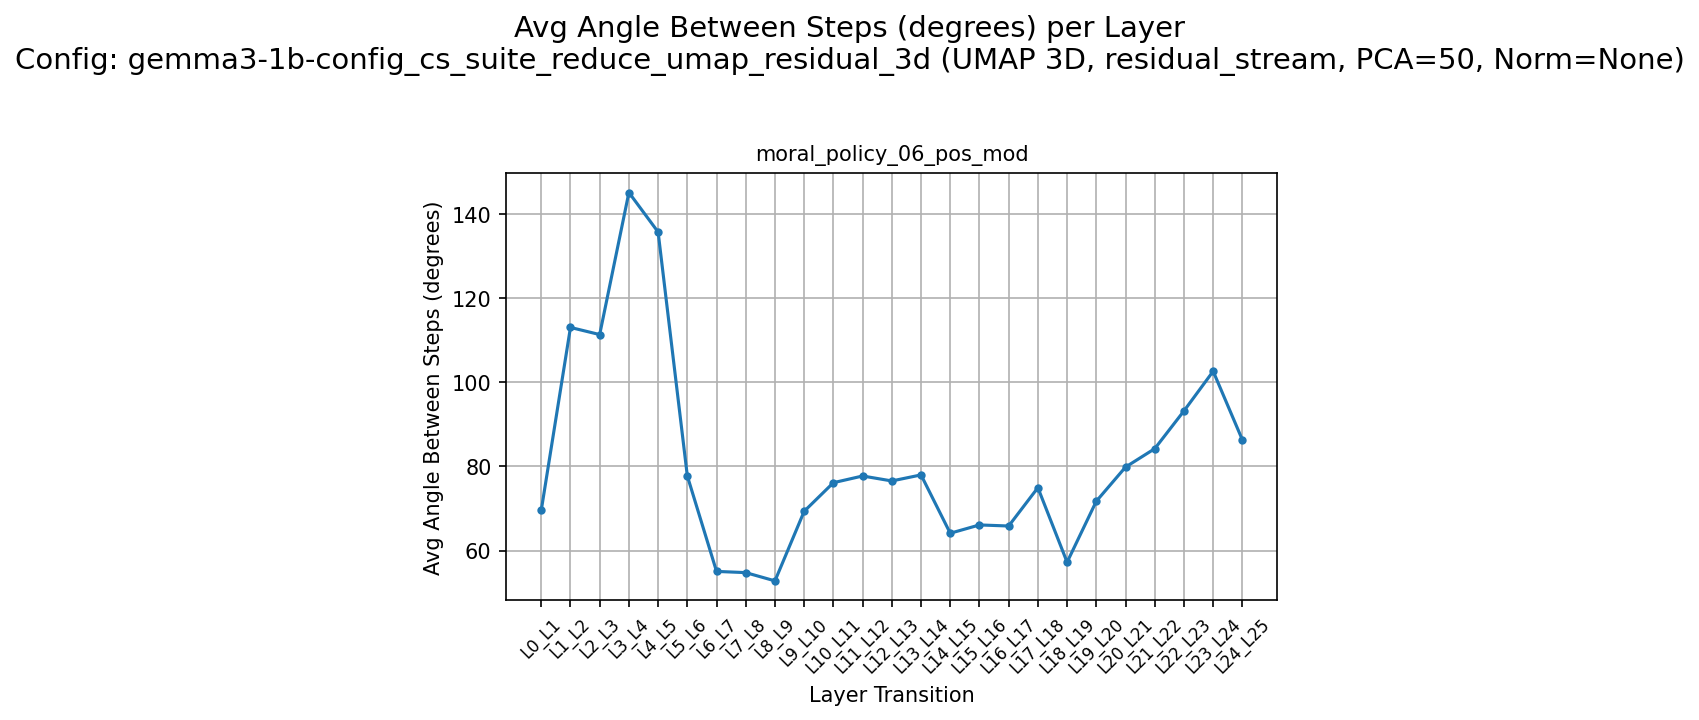 Avg Angle Between Steps (degrees) per Layer
Config: gemma3-1b-config_cs_suite_reduce_umap_residual_3d (UMAP 3D, residual_stream, PCA=50, Norm=None)
moral_policy_06_pos_mod
Avg Angle Between Steps (degrees)
140
120
100
80
60
L0_L1
L1_L2
L2_L3
L3_L4
L4_L5
L5_L6
L6_L7
L7_L8
L8_L9
L9_L10
L10_L11
L11_L12
L12_L13
L13_L14
L14_L15
L15_L16
L16_L17
L17_L18
L18_L19
L19_L20
L20_L21
L21_L22
L22_L23
L23_L24
L24_L25
Layer Transition